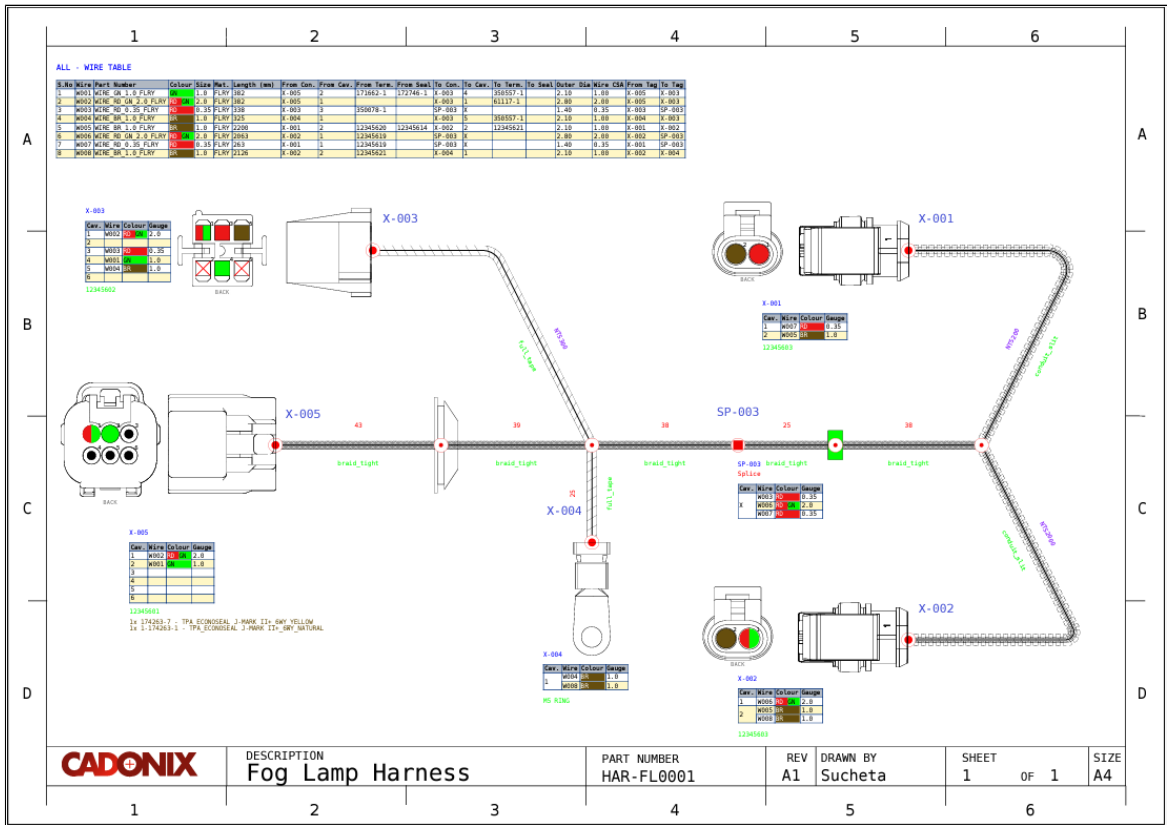 1 2 3 4 5 6
ALL - WIRE TABLE
S.No Wire Part Number Colour Size Mat. Length (mm) From Con. From Cav. From Term. From Seal To Con. To Cav. To Term. To Seal Outer Dia Wire CSA From Tag To Tag
1 W001 WIRE_GN_1.0_FLRY GN 1.0 FLRY 382 X-005 2 171662-1 172746-1 X-003 4 350557-1 2.10 1.00 X-005 X-003
2 W002 WIRE_RD_GN_2.0_FLRY RD GN 2.0 FLRY 382 X-005 1 X-003 1 61117-1 2.80 2.00 X-005 X-003
3 W003 WIRE_RD_0.35_FLRY RD 0.35 FLRY 338 X-003 3 350078-1 SP-003 X 1.40 0.35 X-003 SP-003
4 W004 WIRE_BR_1.0_FLRY BR 1.0 FLRY 325 X-004 1 X-003 5 350557-1 2.10 1.00 X-004 X-003
5 W005 WIRE_BR_1.0_FLRY BR 1.0 FLRY 2200 X-001 2 12345620 12345614 X-002 2 12345621 2.10 1.00 X-001 X-002
6 W006 WIRE_RD_GN_2.0_FLRY RD GN 2.0 FLRY 2063 X-002 1 12345619 SP-003 X 2.80 2.00 X-002 SP-003
7 W007 WIRE_RD_0.35_FLRY RD 0.35 FLRY 263 X-001 1 12345619 SP-003 X 1.40 0.35 X-001 SP-003
8 W008 WIRE_BR_1.0_FLRY BR 1.0 FLRY 2126 X-002 2 12345621 X-004 1 2.10 1.00 X-002 X-004
A A
X-003
Cav. Wire Colour Gauge
1 W002 RD GN 2.0
2
3 W003 RD 0.35
4 W001 GN 1.0
5 W004 BR 1.0
6
12345602
BACK
X-003
BACK
X-001
1
X-001
Cav. Wire Colour Gauge
1 W007 RD 0.35
2 W005 BR 1.0
12345603
B B
NTS300
full_tape
NTS200
conduit_slit
BACK
X-005
43
braid_tight
39
braid_tight
38
braid_tight
SP-003
25
braid_tight
38
braid_tight
SP-003
Splice
Cav. Wire Colour Gauge
X W003 RD 0.35
W006 RD GN 2.0
W007 RD 0.35
C C
25
full_tape
X-004
NTS2000
conduit_slit
X-005
Cav. Wire Colour Gauge
1 W002 RD GN 2.0
2 W001 GN 1.0
3
4
5
6
12345601
1x 174263-7 - TPA ECONOSEAL J-MARK II+_6WY YELLOW
1x 1-174263-1 - TPA_ECONOSEAL J-MARK II+_6WY_NATURAL
BACK
X-002
1
X-004
Cav. Wire Colour Gauge
1 W004 BR 1.0
W008 BR 1.0
X-002
Cav. Wire Colour Gauge
1 W006 RD GN 2.0
2 W005 BR 1.0
W008 BR 1.0
12345603
D D
CADONIX
DESCRIPTION
Fog Lamp Harness
PART NUMBER
HAR-FL0001
REV
A1
DRAWN BY
Sucheta
SHEET
1 OF 1
SIZE
A4
1 2 3 4 5 6